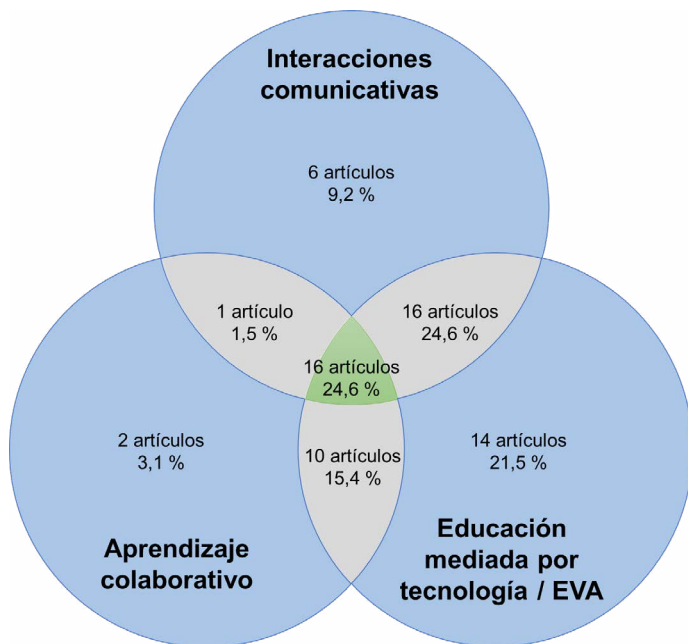 Interacciones
comunicativas
6 artículos
9,2 %
1 artículo
1,5 %
16 artículos
24,6 %
16 artículos
24,6 %
2 artículos
3,1 %
10 artículos
15,4 %
14 artículos
21,5 %
Aprendizaje
colaborativo
Educación
mediada por
tecnología / EVA